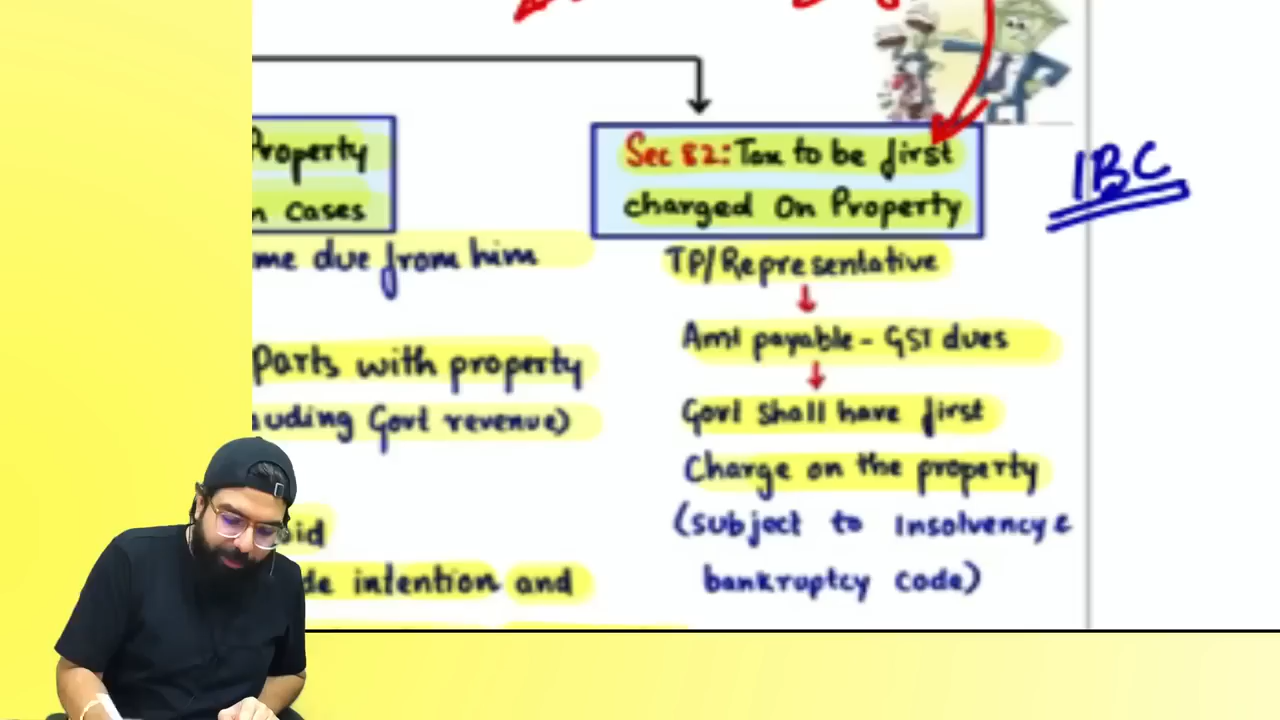 Property
n cases
me due from him
Parts with property
uding Govt revenue)
oid
de intention and
Sec 82: Tax to be first
charged On Property
TP/Representative
Amt payable - GST dues
Govt shall have first
Charge on the property
(subject to Insolvency &
bankruptcy code)
IBC